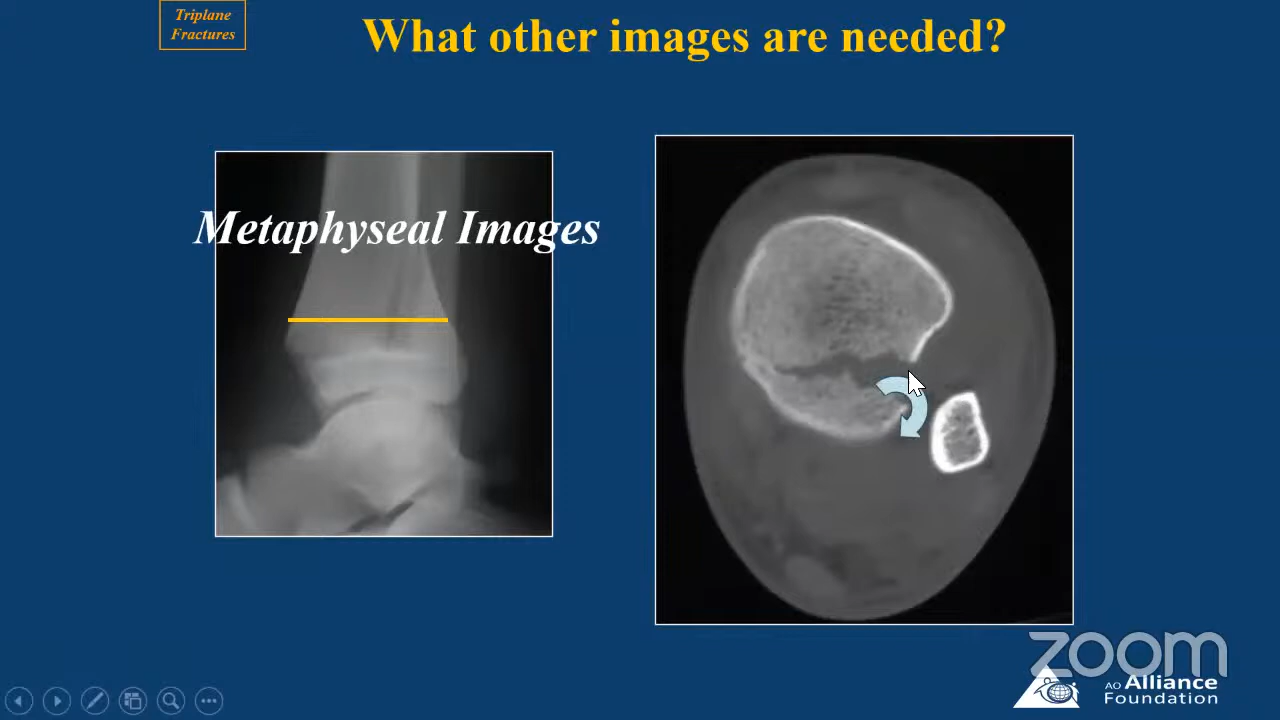 Triplane
Fractures
What other images are needed?
Metaphyseal Images
zoom
AO Alliance
Foundation